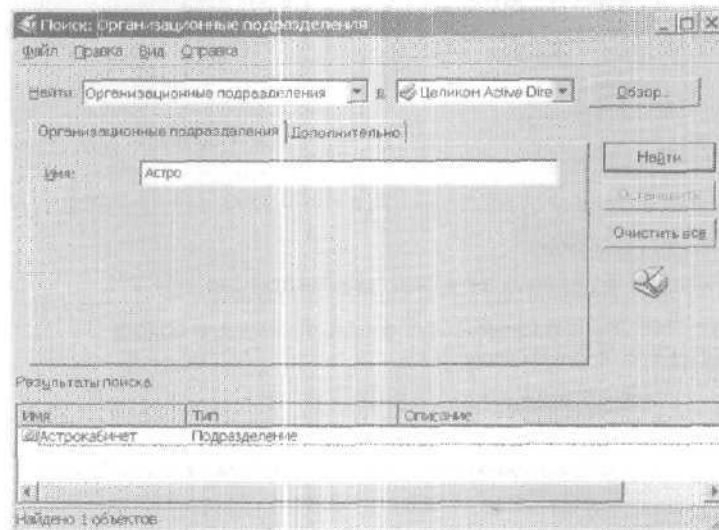 Поиск: Организационные подразделения
Файл Правка Вид Справка
Найти: Организационные подразделения в Целиком Active Dire Обзор...
Организационные подразделения Дополнительно
Имя: Астро
Найти
Остановить
Очистить все
Результаты поиска
Имя Тип Описание
Астрокабинет Подразделение
Найдено 1 объектов